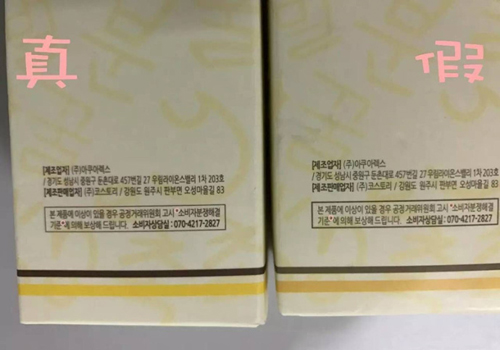 真
[제조업자] (주)아쿠아렉스
/ 경기도 성남시 중원구 둔촌대로 457번길 27 우림라이온스밸리 1차 203호
[제조판매업자] (주)코스토리 / 강원도 원주시 판부면 오성마을길 83
본 제품에 이상이 있을 경우 공정거래위원회 고시 "소비자분쟁해결
기준"에 의해 보상해 드립니다. 소비자상담실 : 070-4217-2827
假
[제조업자] (주)아쿠아렉스
/ 경기도 성남시 중원구 둔촌대로 457번길 27 우림라이온스밸리 1차 203호
[제조판매업자] (주)코스토리 / 강원도 원주시 판부면 오성마을길 83
본 제품에 이상이 있을 경우 공정거래위원회 고시 "소비자분쟁해결
기준"에 의해 보상해 드립니다. 소비자상담실 : 070-4217-2827